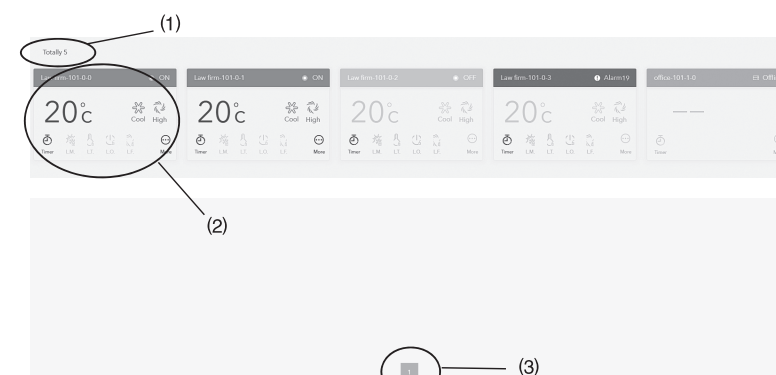 (1)
Totally 5
Law firm-101-0-0 ON
Law firm-101-0-1 ON
Law firm-101-0-2 OFF
Law firm-101-0-3 Alarm19
office-101-1-0
20°c Cool High
20°c Cool High
20°c Cool High
20°c Cool High
— —
Timer L.M. L.T. L.O. L.F. More
Timer L.M. L.T. L.O. L.F. More
Timer L.M. L.T. L.O. L.F. More
Timer L.M. L.T. L.O. L.F. More
Timer
(2)
1
(3)